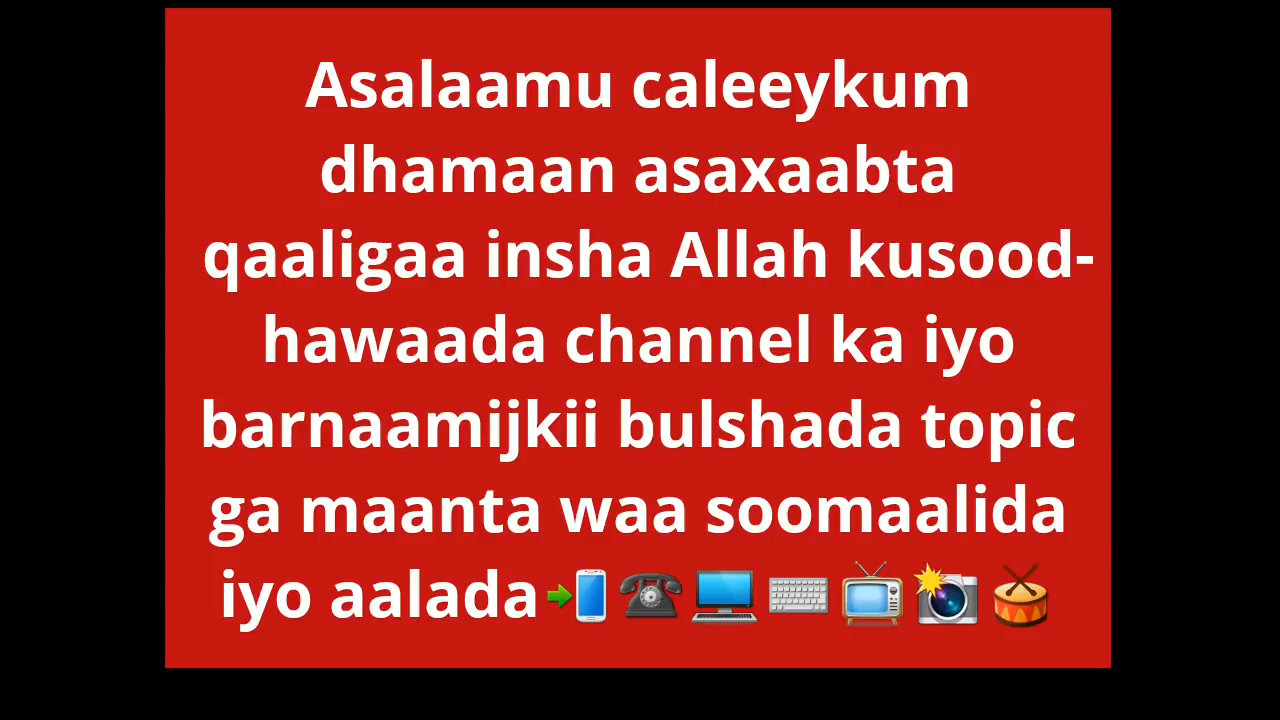 Asalaamu caleeykum
dhamaan asaxaabta
qaaligaa insha Allah kusood-
hawaada channel ka iyo
barnaamijkii bulshada topic
ga maanta waa soomaalida
iyo aalada📲☎️💻⌨️📺📸🥁